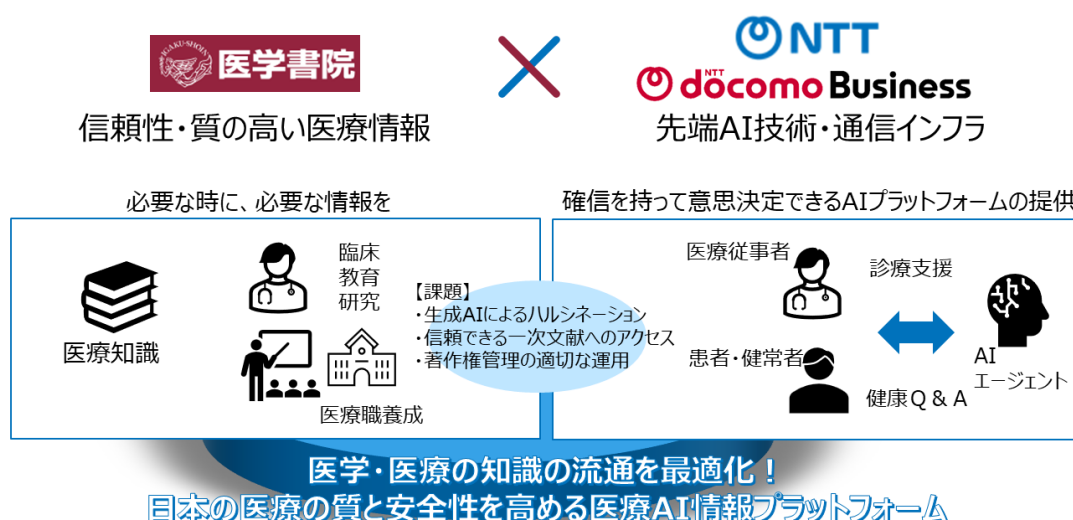 IGAKU-SHOIN
医学書院
NTT
NTT
döcomo Business
信頼性・質の高い医療情報
先端AI技術・通信インフラ
必要な時に、必要な情報を
医療知識
臨床
教育
研究
医療職養成
【課題】
・生成AIによるハルシネーション
・信頼できる一次文献へのアクセス
・著作権管理の適切な運用
確信を持って意思決定できるAIプラットフォームの提供
医療従事者
診療支援
患者・健常者
健康Q & A
AI
エージェント
医学・医療の知識の流通を最適化！
日本の医療の質と安全性を高める医療AI情報プラットフォーム